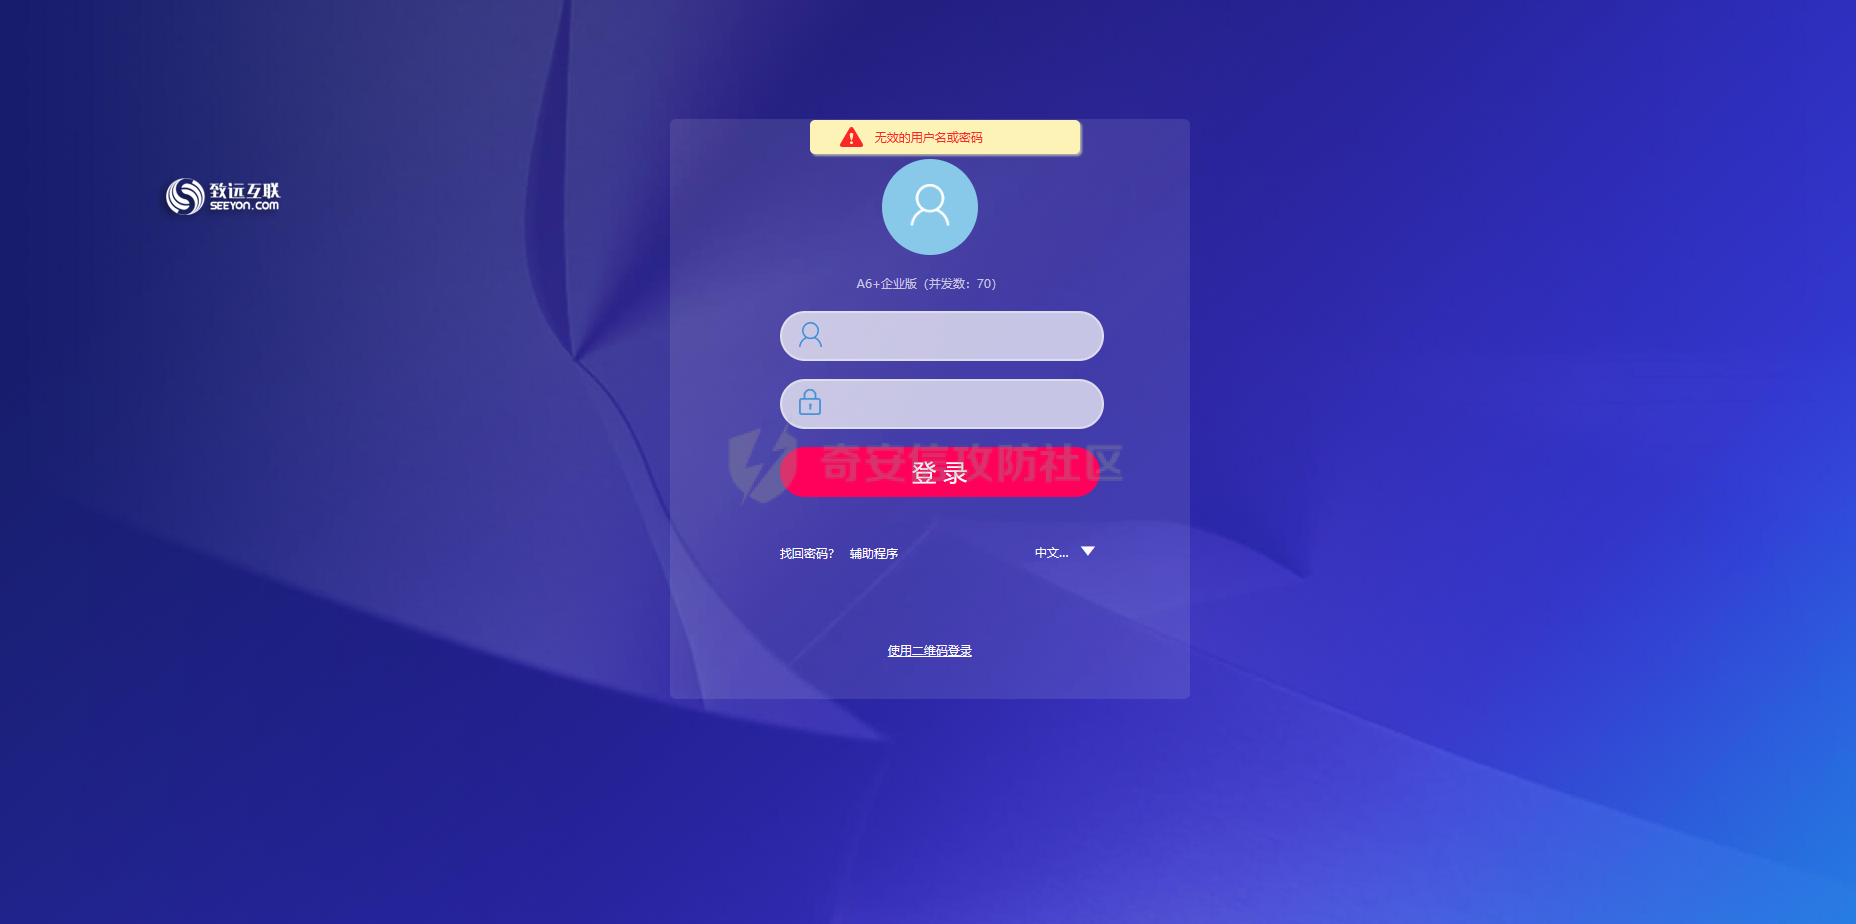 无效的用户名或密码
致远互联
SEEYON.COM
A6+企业版（并发数：70）
奇安信攻防社区
登录
找回密码？ 辅助程序
中文...
使用二维码登录